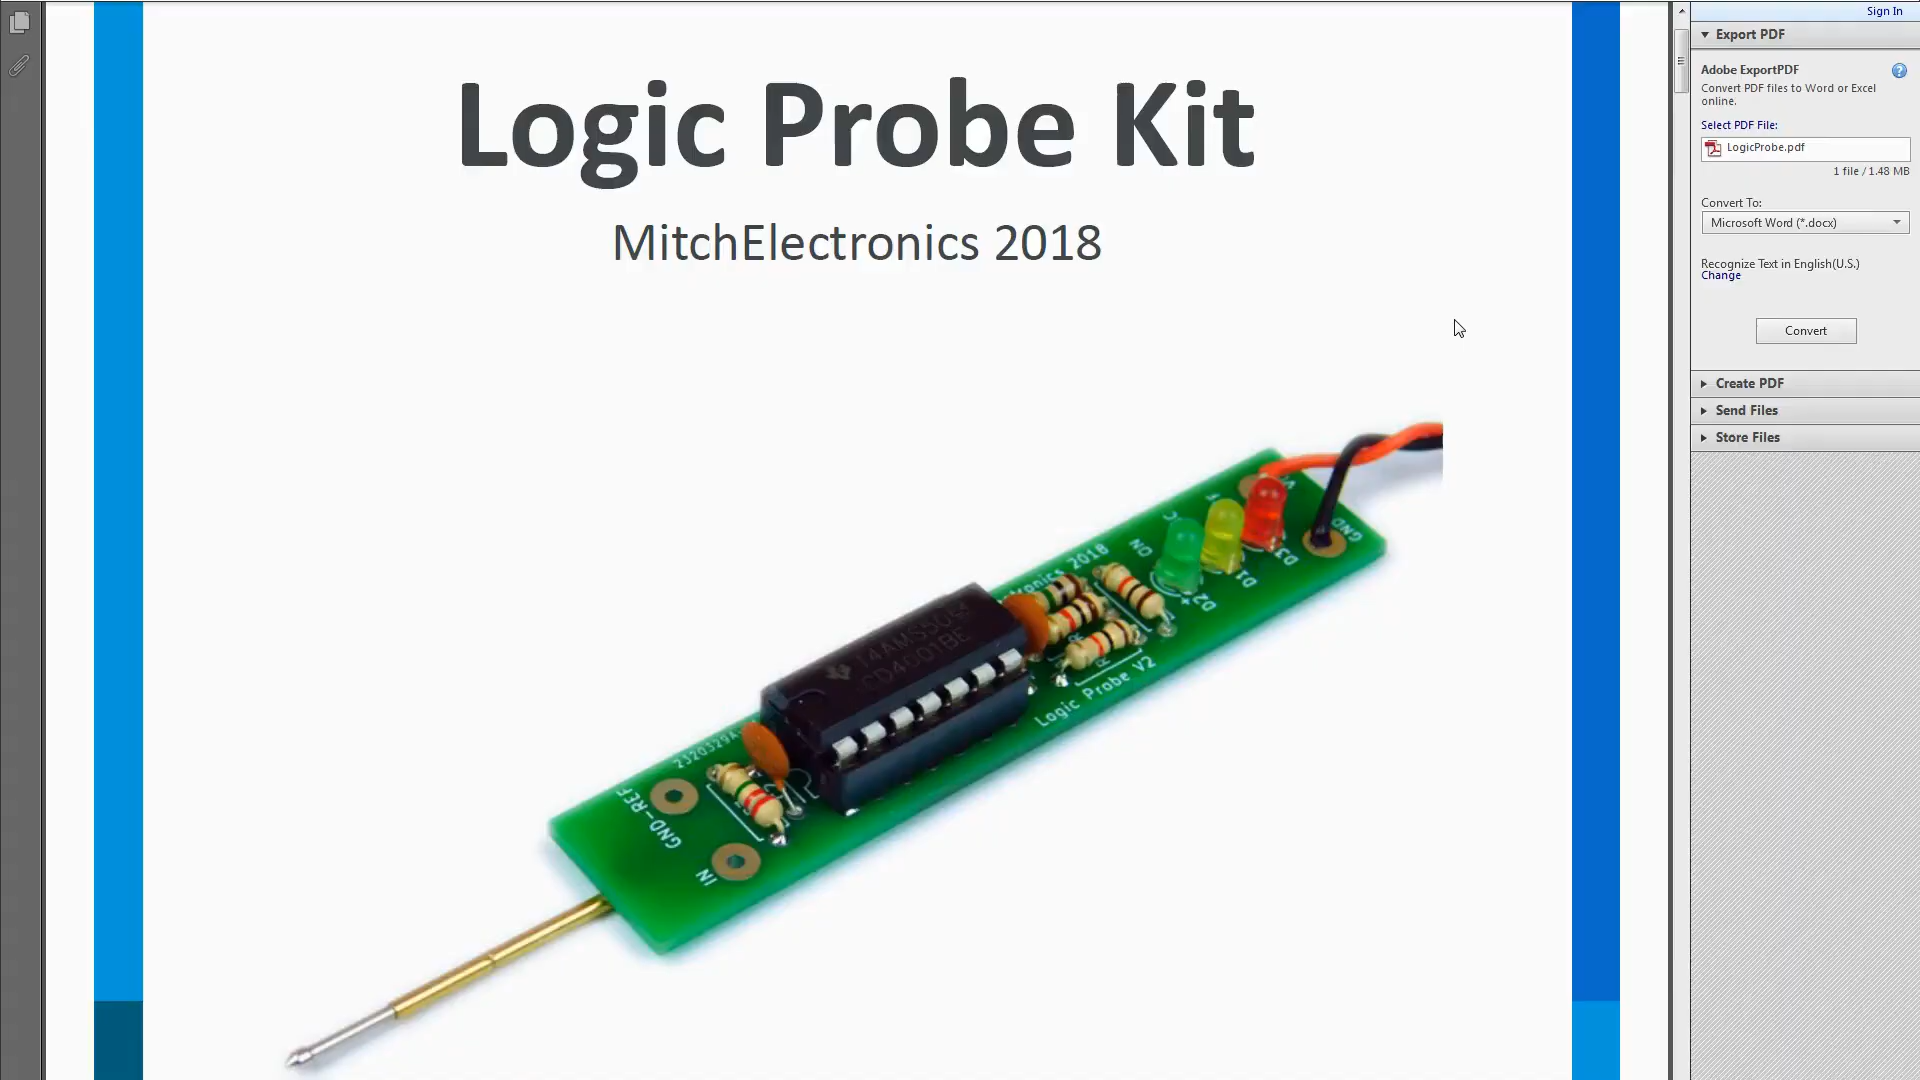 Sign In
Export PDF
Adobe ExportPDF
Convert PDF files to Word or Excel
online.
Select PDF File:
LogicProbe.pdf
1 file / 1.48 MB
Convert To:
Microsoft Word (*.docx)
Recognize Text in English(U.S.)
Change
Convert
Create PDF
Send Files
Store Files
Logic Probe Kit
MitchElectronics 2018
GND
D3
D1
D2
+
ON
2018
CD4001BE
Logic Probe V2
GND-REF
IN